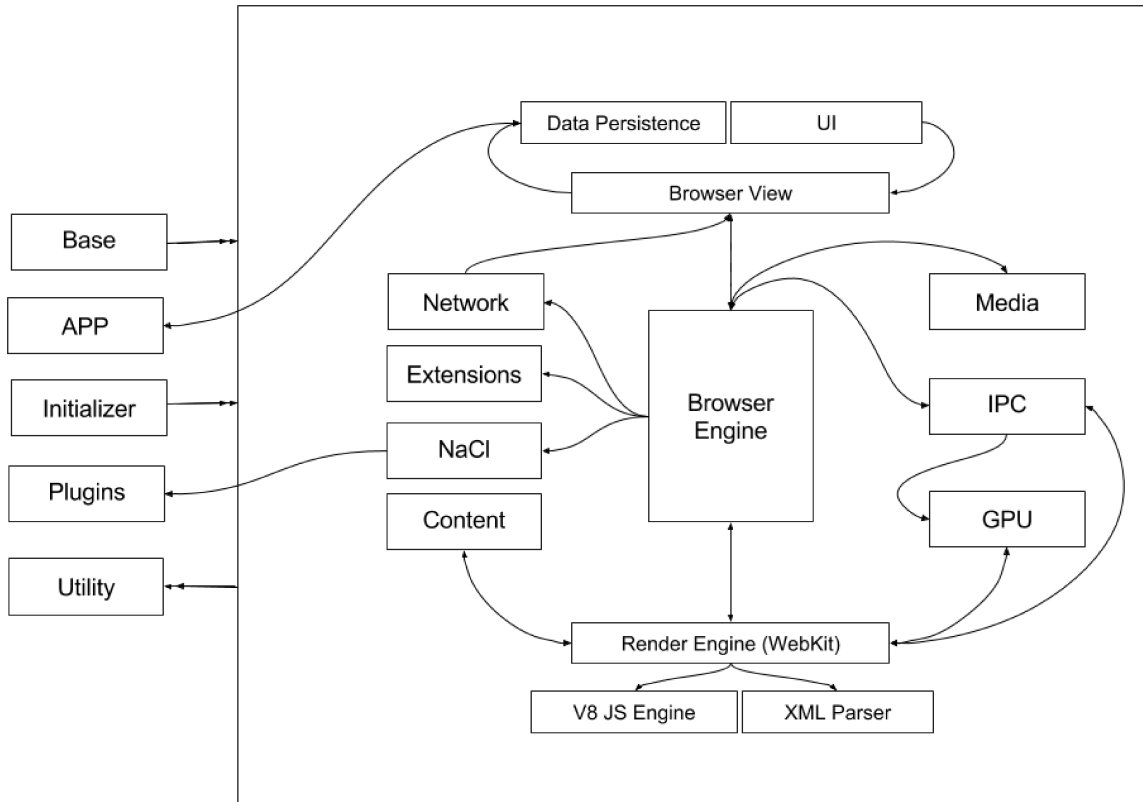 Data Persistence
UI
Browser View
Base
APP
Initializer
Plugins
Utility
Network
Extensions
NaCl
Content
Browser
Engine
Media
IPC
GPU
Render Engine (WebKit)
V8 JS Engine
XML Parser